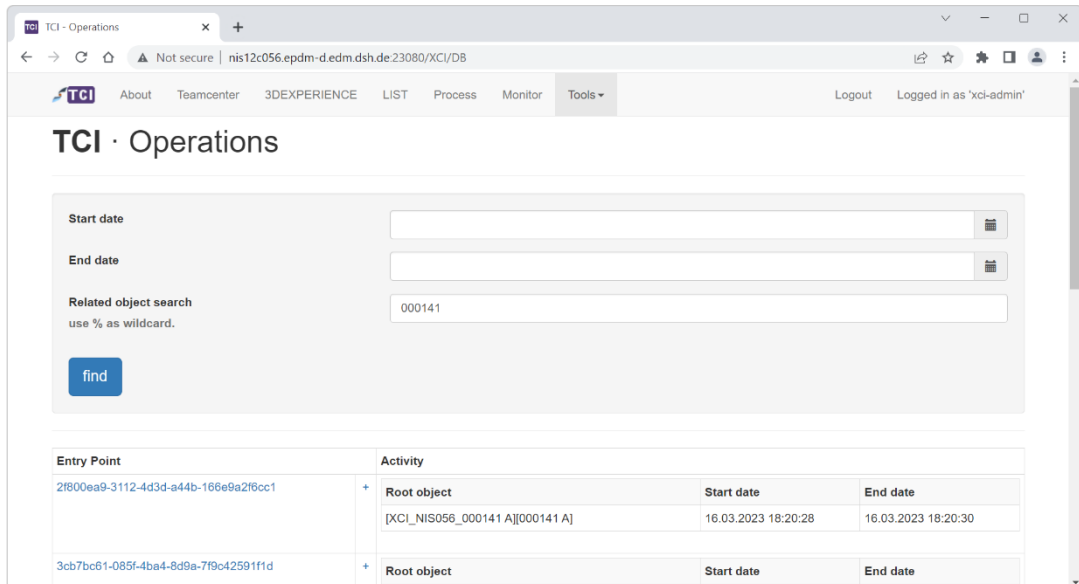 TCI TCI - Operations
Not secure nis12c056.epdm-d.edm.dsh.de:23080/XCI/DB
TCI About Teamcenter 3DEXPERIENCE LIST Process Monitor Tools Logout Logged in as 'xci-admin'
TCI · Operations
Start date
End date
Related object search
000141
use % as wildcard.
find
Entry Point Activity
2f800ea9-3112-4d3d-a44b-166e9a2f6cc1 + Root object Start date End date
[XCI_NIS056_000141 A][000141 A] 16.03.2023 18:20:28 16.03.2023 18:20:30
3cb7bc61-085f-4ba4-8d9a-7f9c42591f1d + Root object Start date End date